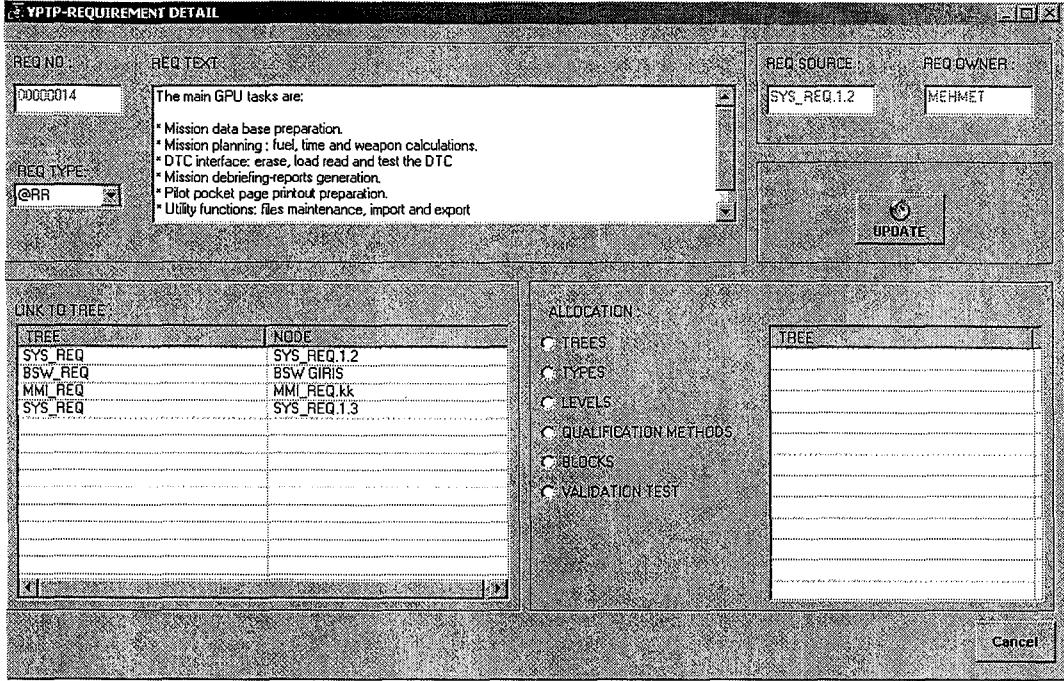 YPTP-REQUIREMENT DETAIL
REQ NO :
REQ TEXT
REQ SOURCE :
REQ OWNER :
00000014
The main GPU tasks are:
SYS_REQ.1.2
MEHMET
* Mission data base preparation.
* Mission planning : fuel, time and weapon calculations.
* DTC interface: erase, load read and test the DTC
* Mission debriefing-reports generation.
* Pilot pocket page printout preparation.
* Utility functions: files maintenance, import and export
REQ TYPE:
@RR
UPDATE
LINK TO TREE :
TREE NODE
SYS_REQ SYS_REQ.1.2
BSW_REQ BSW GIRIS
MMI_REQ MMI_REQ.kk
SYS_REQ SYS_REQ.1.3
ALLOCATION :
TREES
TYPES
LEVELS
QUALIFICATION METHODS
BLOCKS
VALIDATION TEST
TREE
Cancel